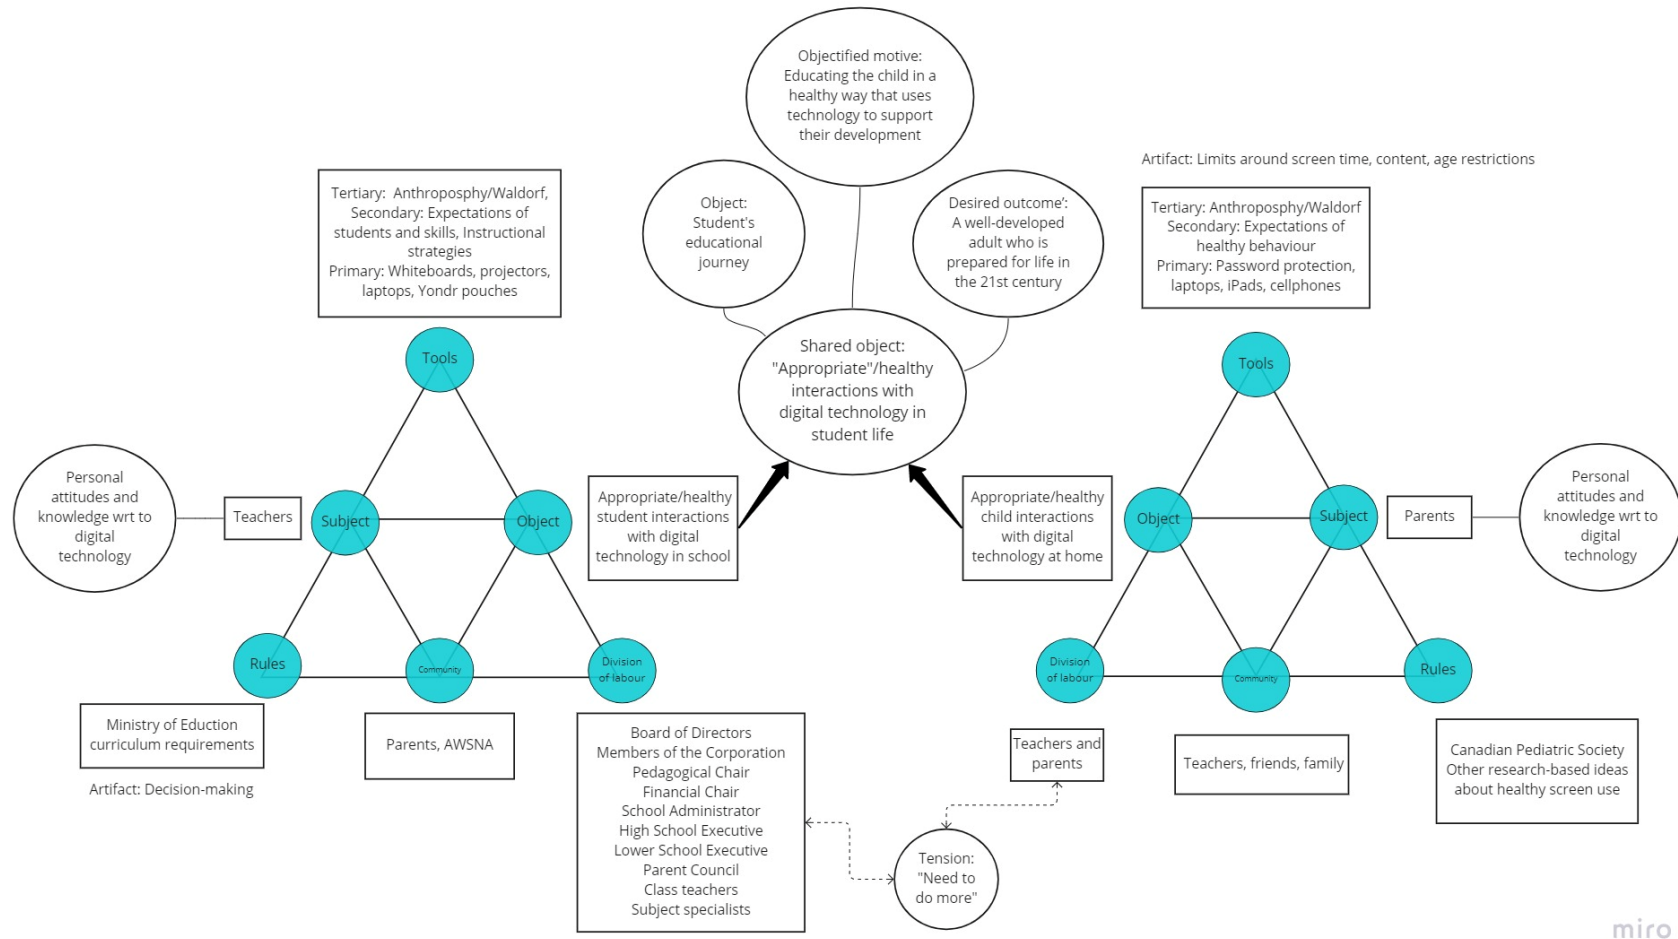 Objectified motive:
Educating the child in a
healthy way that uses
technology to support
their development
Object:
Student's
educational
journey
Desired outcome':
A well-developed
adult who is
prepared for life in
the 21st century
Shared object:
"Appropriate"/healthy
interactions with
digital technology in
student life
Tertiary: Anthroposphy/Waldorf,
Secondary: Expectations of
students and skills, Instructional
strategies
Primary: Whiteboards, projectors,
laptops, Yondr pouches
Tools
Personal
attitudes and
knowledge wrt to
digital
technology
Teachers
Subject
Object
Appropriate/healthy
student interactions
with digital
technology in school
Rules
Community
Division
of labour
Ministry of Eduction
curriculum requirements
Artifact: Decision-making
Parents, AWSNA
Board of Directors
Members of the Corporation
Pedagogical Chair
Financial Chair
School Administrator
High School Executive
Lower School Executive
Parent Council
Class teachers
Subject specialists
Tension:
"Need to
do more"
Artifact: Limits around screen time, content, age restrictions
Tertiary: Anthroposphy/Waldorf
Secondary: Expectations of
healthy behaviour
Primary: Password protection,
laptops, iPads, cellphones
Tools
Appropriate/healthy
child interactions
with digital
technology at home
Object
Subject
Parents
Personal
attitudes and
knowledge wrt to
digital
technology
Division
of labour
Community
Rules
Teachers and
parents
Teachers, friends, family
Canadian Pediatric Society
Other research-based ideas
about healthy screen use
miro